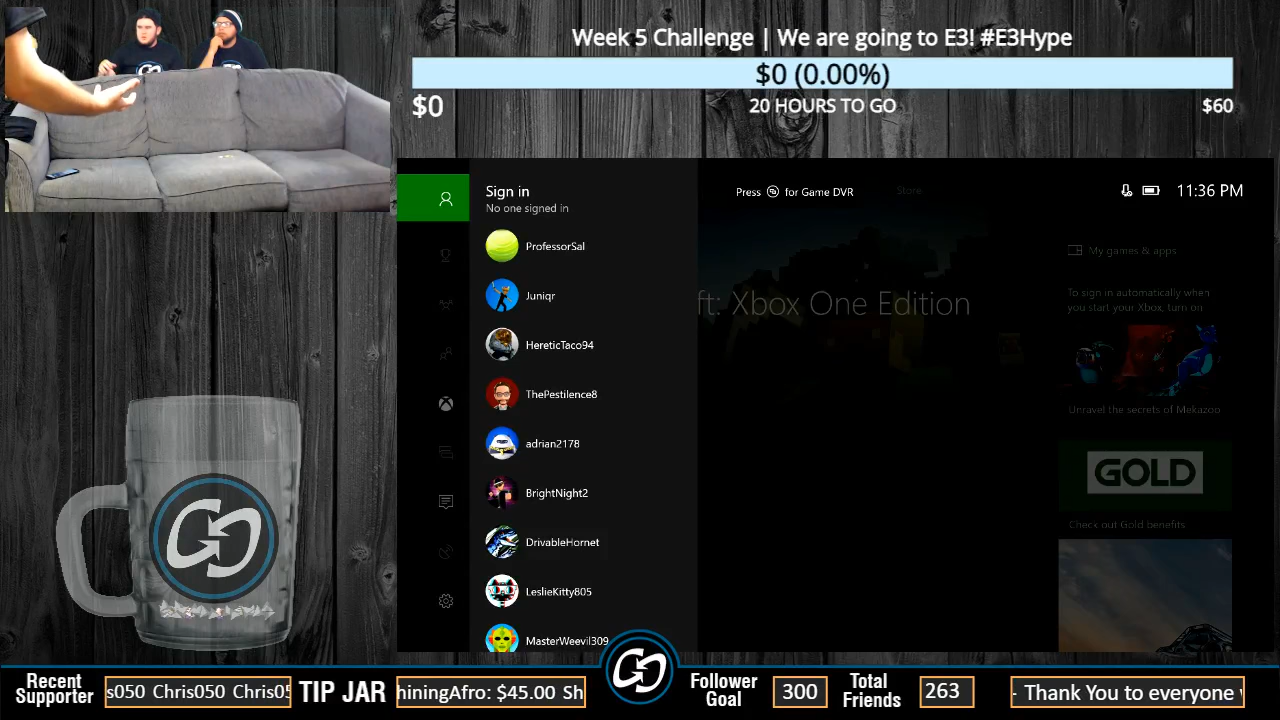 Week 5 Challenge | We are going to E3! #E3Hype
$0 (0.00%)
$0
20 HOURS TO GO
$60
Sign in
No one signed in
ProfessorSal
Juniqr
HereticTaco94
ThePestilence8
adrian2178
BrightNight2
DrivableHornet
LeslieKitty805
MasterWeevil309
Press for Game DVR
Store
11:36 PM
ft: Xbox One Edition
My games & apps
To sign in automatically when
you start your Xbox, turn on
Unravel the secrets of Mekazoo
GOLD
Check out Gold benefits
Recent
Supporter
s050 Chris050 Chris05
TIP JAR
hiningAfro: $45.00 Sh
Follower
Goal
300
Total
Friends
263
- Thank You to everyone